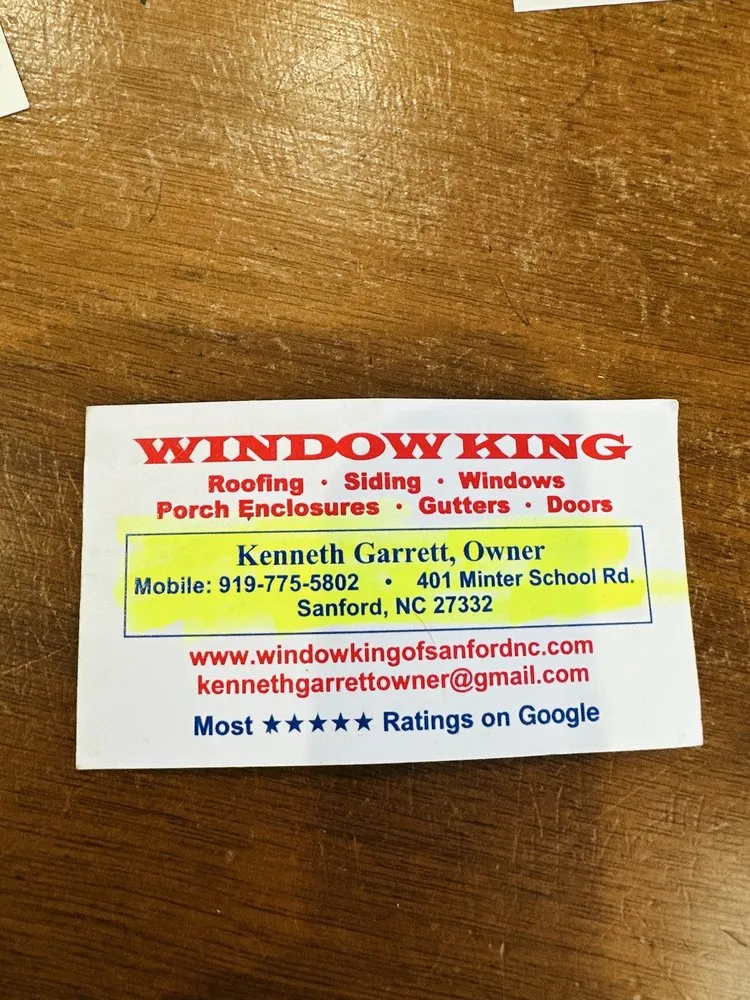 WINDOW KING
Roofing · Siding · Windows
Porch Enclosures · Gutters · Doors
Kenneth Garrett, Owner
Mobile: 919-775-5802 • 401 Minter School Rd.
Sanford, NC 27332
www.windowkingofsanfordnc.com
kennethgarrettowner@gmail.com
Most ★★★★★ Ratings on Google